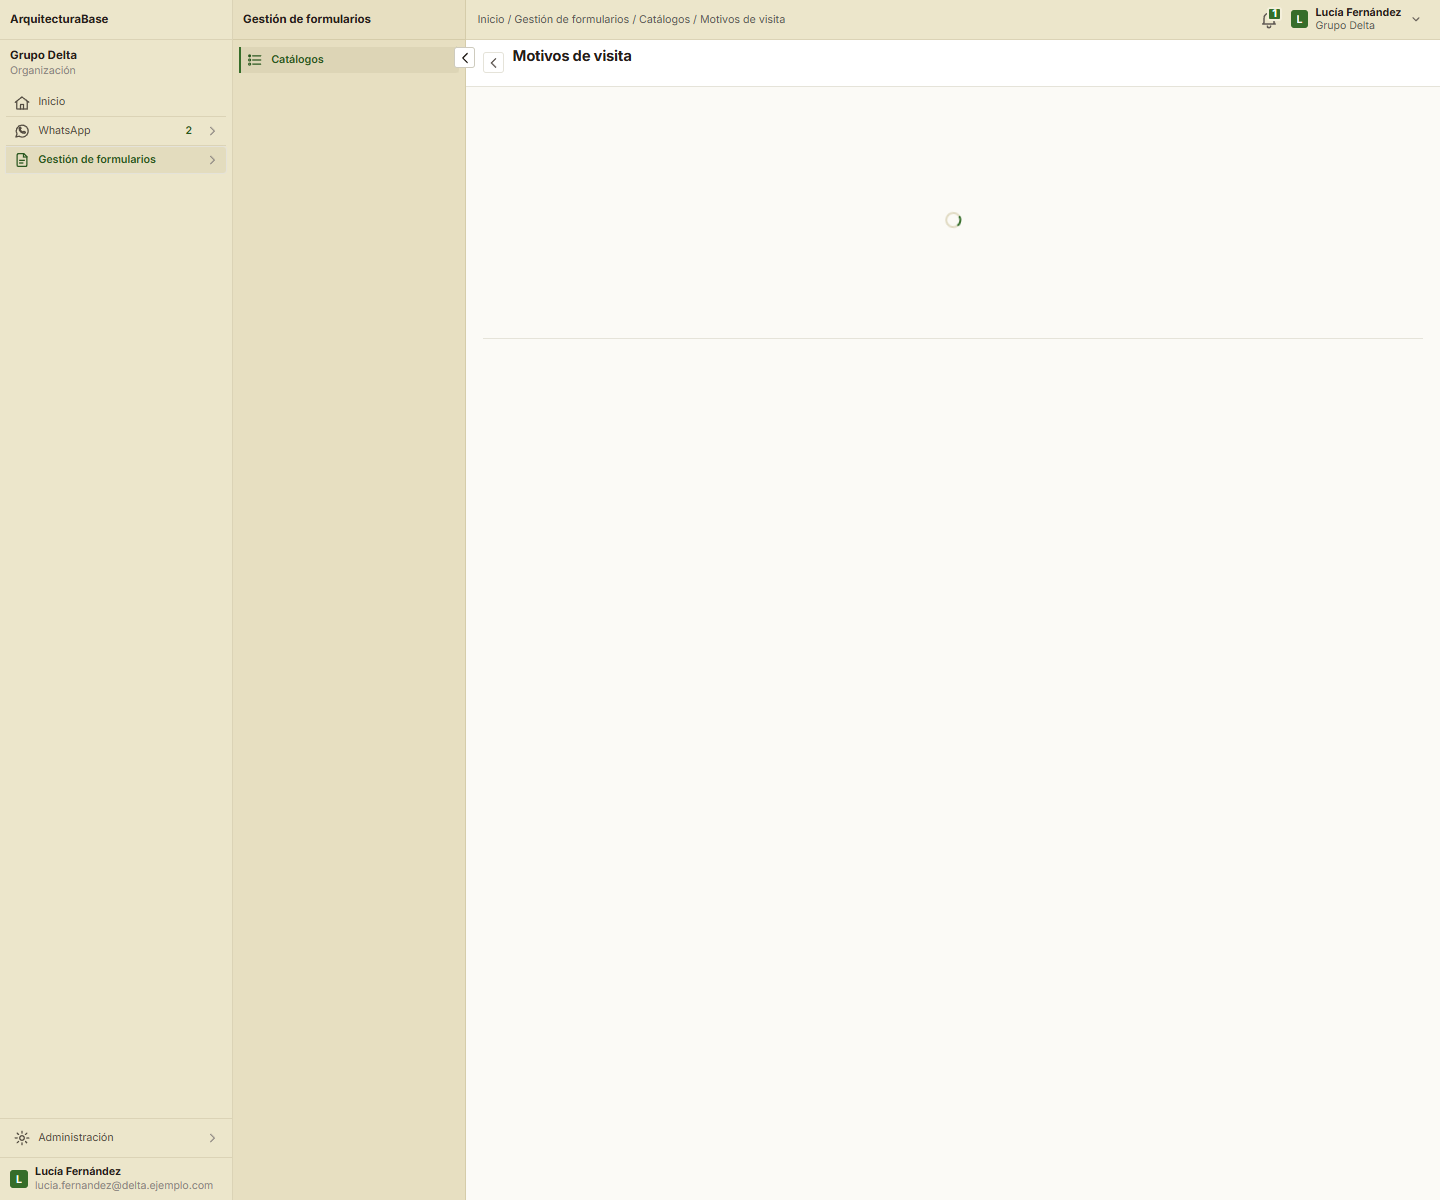 ArquitecturaBase
Grupo Delta
Organización
Inicio
WhatsApp 2
Gestión de formularios
Administración
L
Lucía Fernández
lucia.fernandez@delta.ejemplo.com
Gestión de formularios
Catálogos
Inicio / Gestión de formularios / Catálogos / Motivos de visita
1
L
Lucía Fernández
Grupo Delta
Motivos de visita